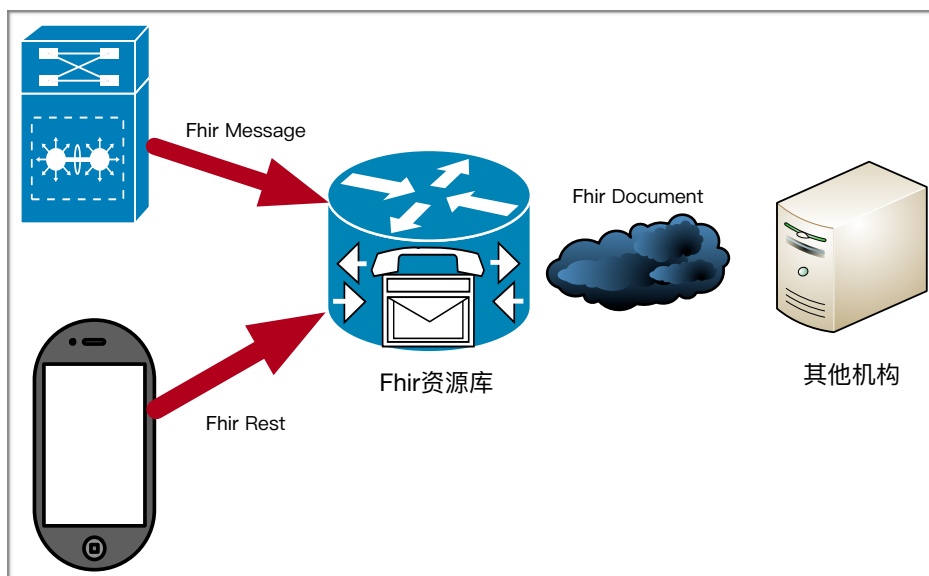 Fhir Message
Fhir Document
Fhir资源库
其他机构
Fhir Rest